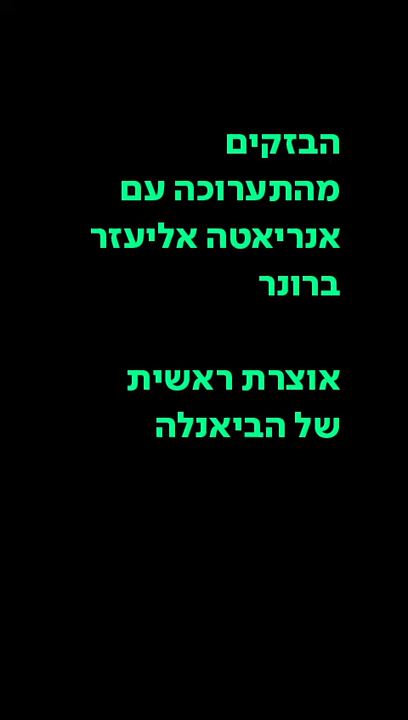 הבזקים
מהתערוכה עם
אנריאטה אליעזר
ברונר
אוצרת ראשית
של הביאנלה